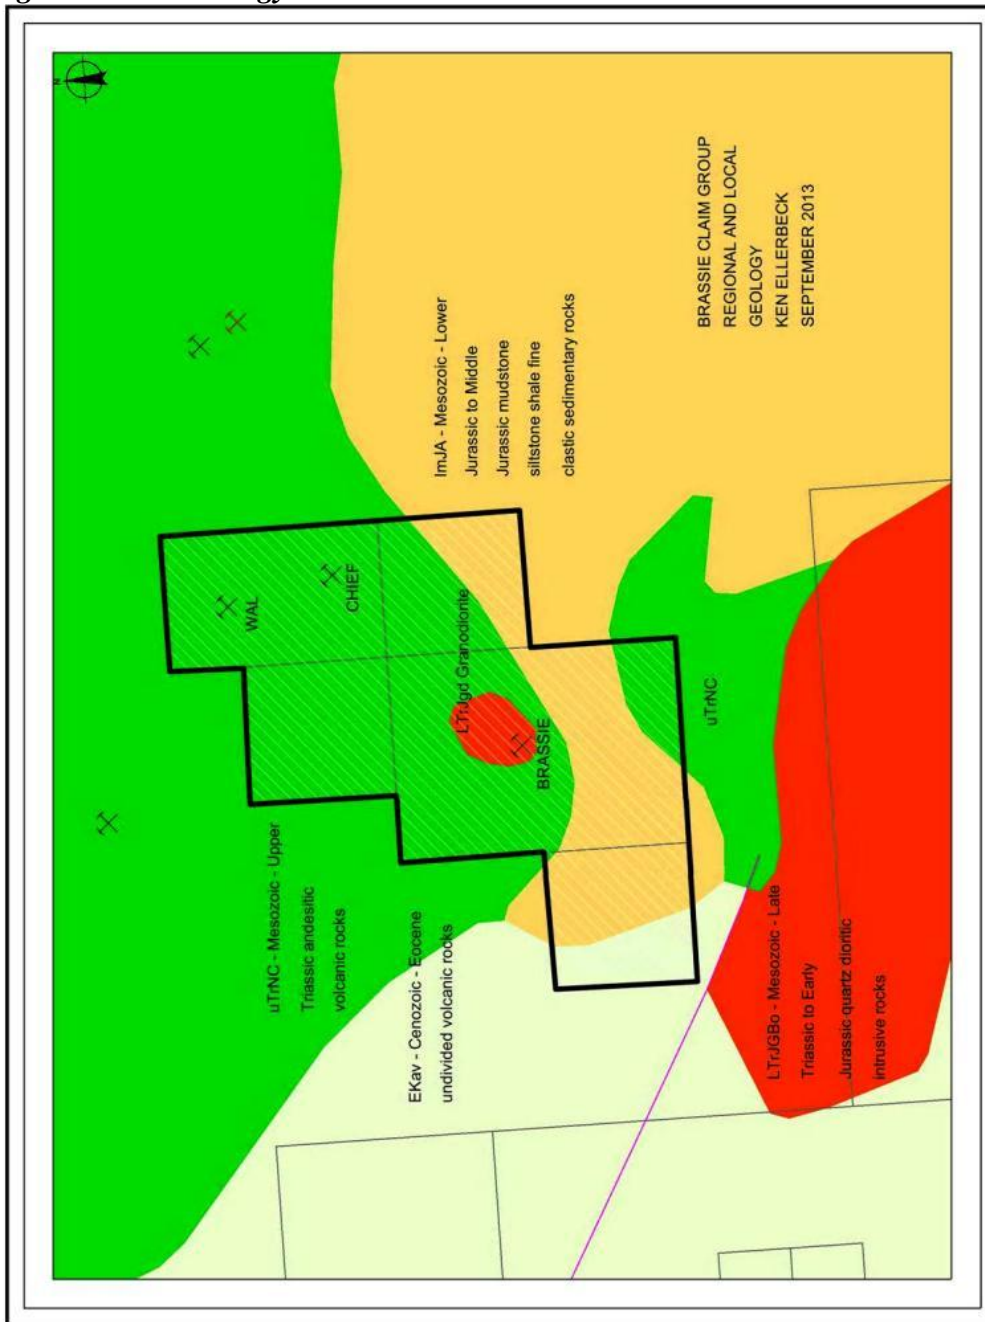 N
WAL
CHIEF
uTrNC - Mesozoic - Upper
Triassic andesitic
volcanic rocks
EKav - Cenozoic - Eocene
undivided volcanic rocks
lmJA - Mesozoic - Lower
Jurassic to Middle
Jurassic mudstone
siltstone shale fine
clastic sedimentary rocks
LTrJgd Granodiorite
BRASSIE
uTrNC
BRASSIE CLAIM GROUP
REGIONAL AND LOCAL
GEOLOGY
KEN ELLERBECK
SEPTEMBER 2013
LTrJGBo - Mesozoic - Late
Triassic to Early
Jurassic quartz dioritic
intrusive rocks